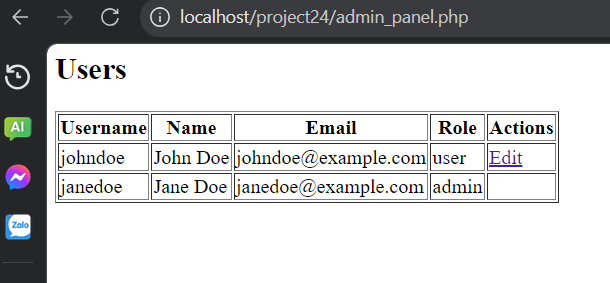 localhost/project24/admin_panel.php
Users
Username Name Email Role Actions
johndoe John Doe johndoe@example.com user Edit
janedoe Jane Doe janedoe@example.com admin
AI
Zalo